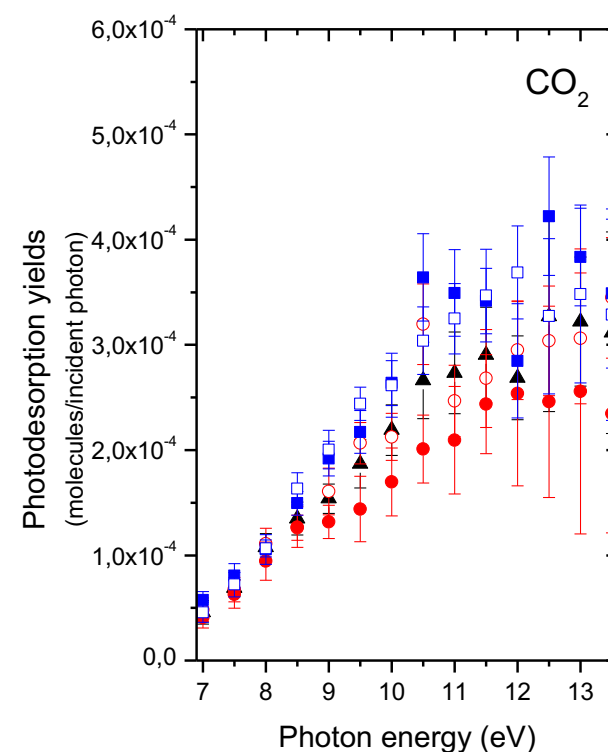 6,0x10⁻⁴
CO₂
5,0x10⁻⁴
4,0x10⁻⁴
3,0x10⁻⁴
2,0x10⁻⁴
1,0x10⁻⁴
0,0
Photodesorption yields
(molecules/incident photon)
7 8 9 10 11 12 13
Photon energy (eV)